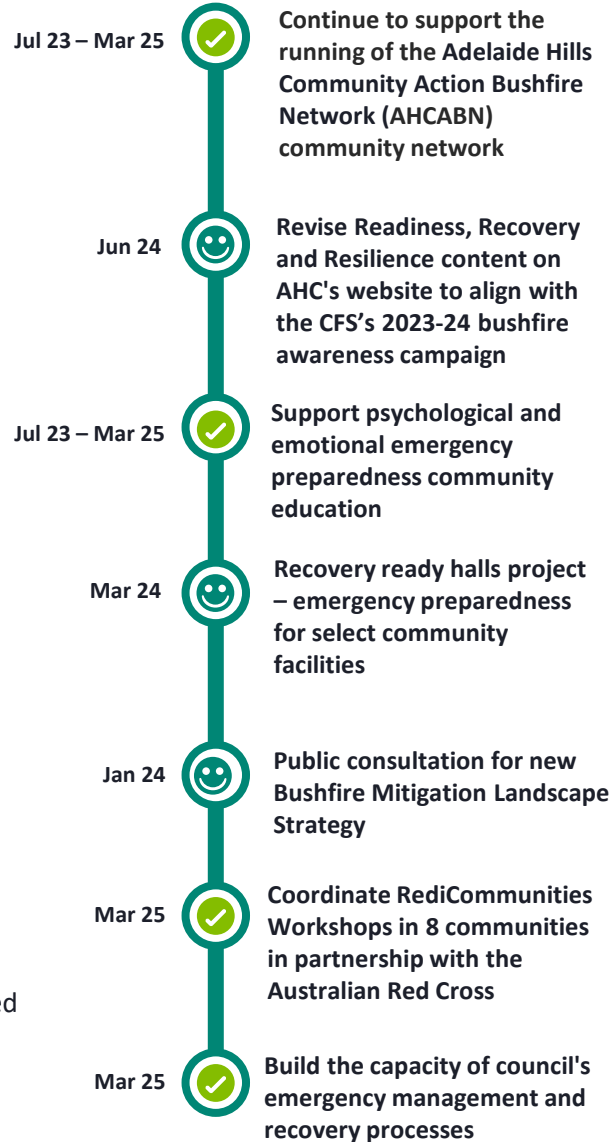 Jul 23 – Mar 25
Continue to support the
running of the Adelaide Hills
Community Action Bushfire
Network (AHCABN)
community network
Jun 24
Revise Readiness, Recovery
and Resilience content on
AHC's website to align with
the CFS’s 2023-24 bushfire
awareness campaign
Jul 23 – Mar 25
Support psychological and
emotional emergency
preparedness community
education
Mar 24
Recovery ready halls project
– emergency preparedness
for select community
facilities
Jan 24
Public consultation for new
Bushfire Mitigation Landscape
Strategy
Mar 25
Coordinate RediCommunities
Workshops in 8 communities
in partnership with the
Australian Red Cross
ed
Mar 25
Build the capacity of council's
emergency management and
recovery processes